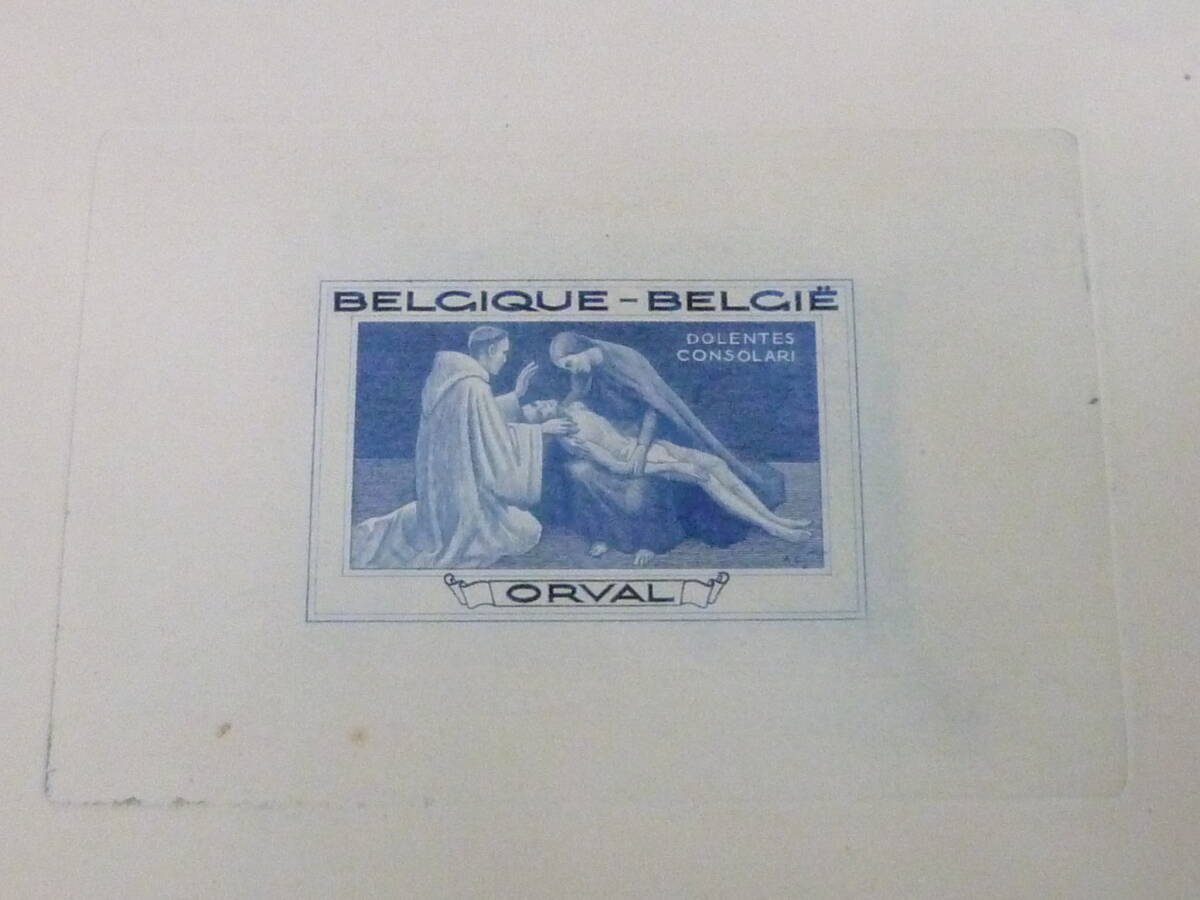 BELGIQUE - BELGIË
DOLENTES
CONSOLARI
ORVAL